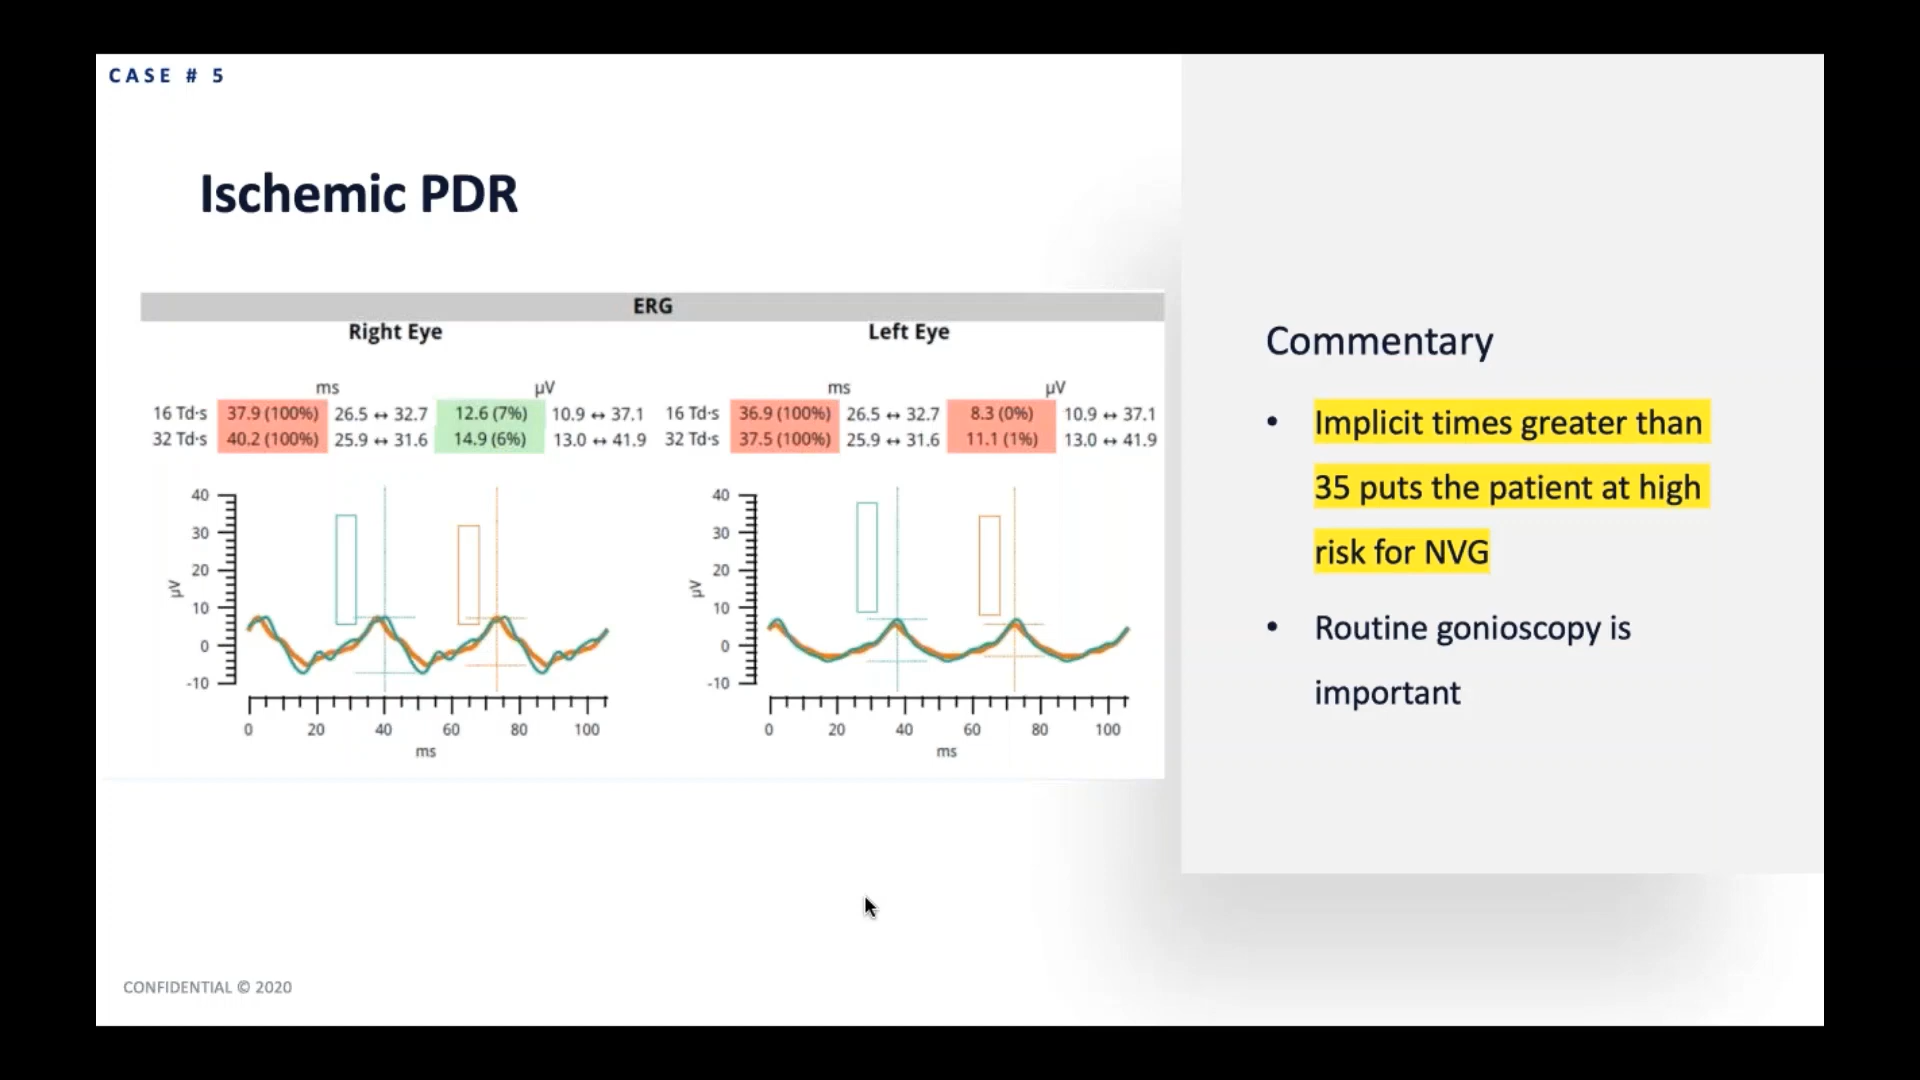 CASE # 5
Ischemic PDR
ERG
Right Eye
Left Eye
ms µV ms µV
16 Td·s 37.9 (100%) 26.5 ↔ 32.7 12.6 (7%) 10.9 ↔ 37.1 16 Td·s 36.9 (100%) 26.5 ↔ 32.7 8.3 (0%) 10.9 ↔ 37.1
32 Td·s 40.2 (100%) 25.9 ↔ 31.6 14.9 (6%) 13.0 ↔ 41.9 32 Td·s 37.5 (100%) 25.9 ↔ 31.6 11.1 (1%) 13.0 ↔ 41.9
40
30
20
10
0
-10
µV
0 20 40 60 80 100
ms
40
30
20
10
0
-10
µV
0 20 40 60 80 100
ms
Commentary
• Implicit times greater than
35 puts the patient at high
risk for NVG
• Routine gonioscopy is
important
CONFIDENTIAL © 2020